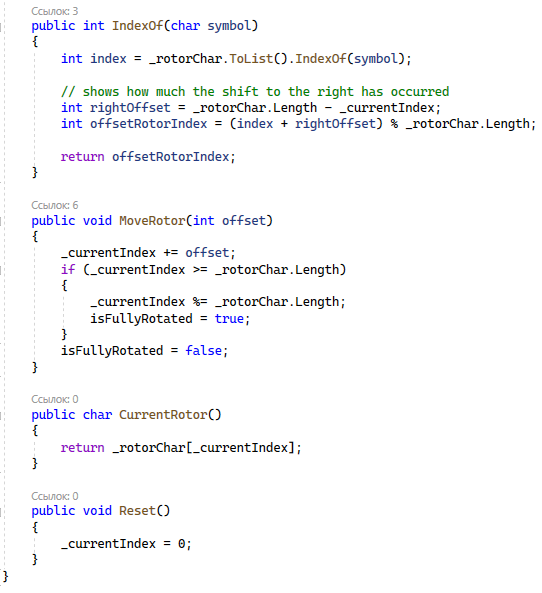 Ссылок: 3
public int IndexOf(char symbol)
{
int index = _rotorChar.ToList().IndexOf(symbol);
// shows how much the shift to the right has occurred
int rightOffset = _rotorChar.Length - _currentIndex;
int offsetRotorIndex = (index + rightOffset) % _rotorChar.Length;
return offsetRotorIndex;
}
Ссылок: 6
public void MoveRotor(int offset)
{
_currentIndex += offset;
if (_currentIndex >= _rotorChar.Length)
{
_currentIndex %= _rotorChar.Length;
isFullyRotated = true;
}
isFullyRotated = false;
}
Ссылок: 0
public char CurrentRotor()
{
return _rotorChar[_currentIndex];
}
Ссылок: 0
public void Reset()
{
_currentIndex = 0;
}
}